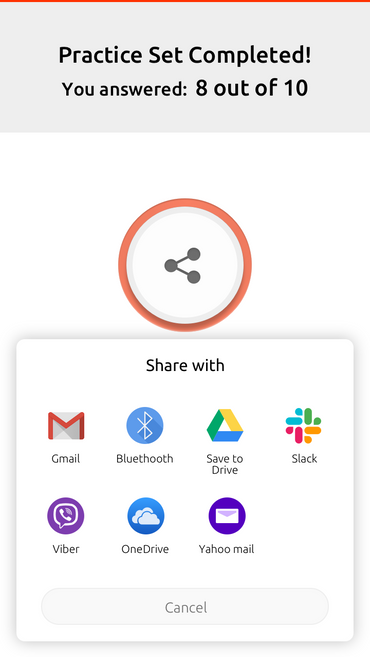 Practice Set Completed!
You answered: 8 out of 10
Share with
Gmail
Bluethooth
Save to
Drive
Slack
Viber
OneDrive
Yahoo mail
Cancel